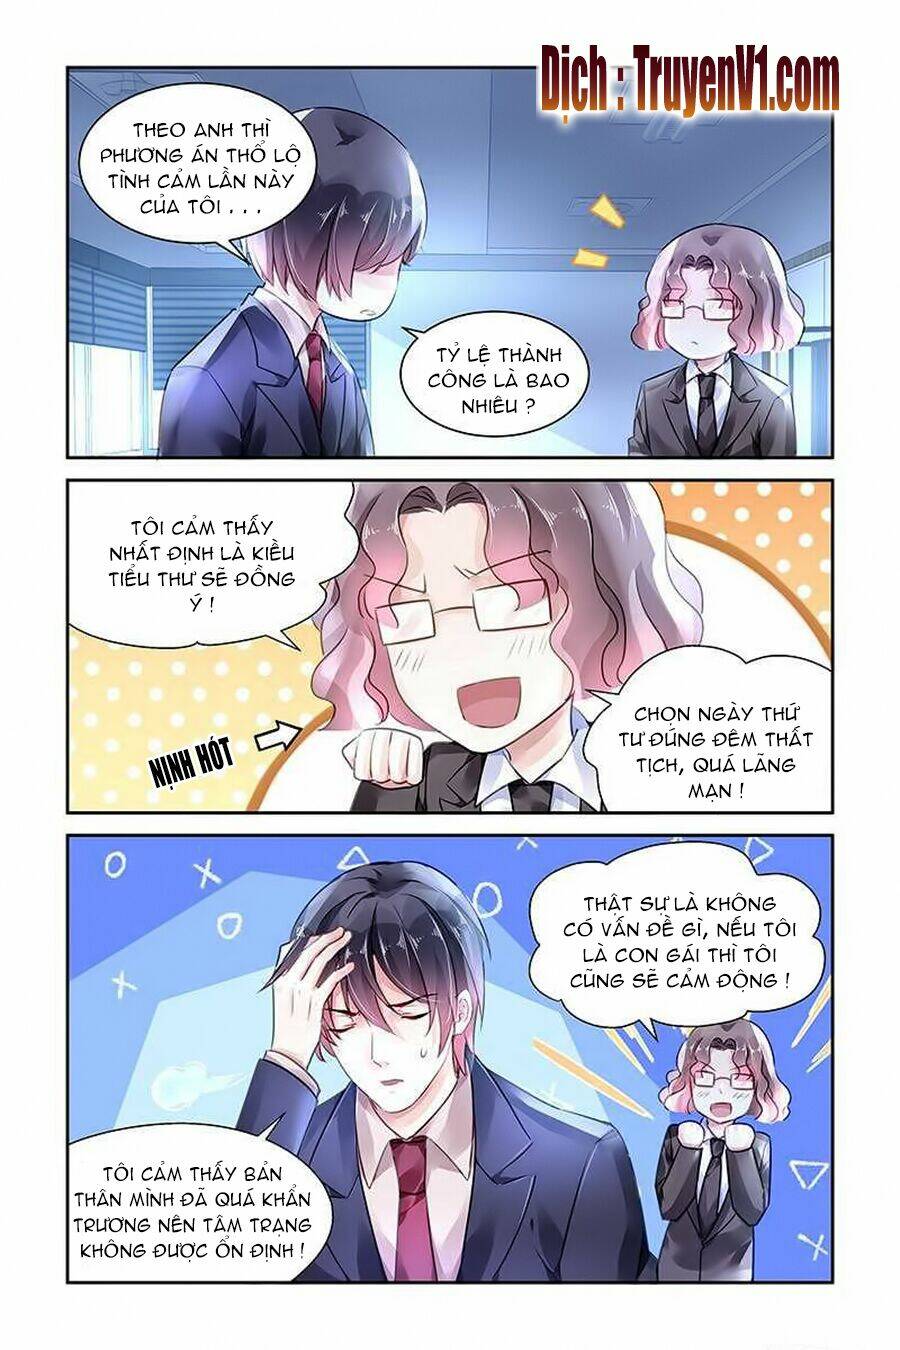 Dịch : TruyenV1.com
THEO ANH THÌ
PHƯƠNG ÁN THỔ LỘ
TÌNH CẢM LẦN NÀY
CỦA TÔI . . .
TỶ LỆ THÀNH
CÔNG LÀ BAO
NHIÊU ?
TÔI CẢM THẤY
NHẤT ĐỊNH LÀ KIỀU
TIỂU THƯ SẼ ĐỒNG
Ý !
NỊNH HÓT
CHỌN NGÀY THỨ
TƯ ĐÚNG ĐÊM THẤT
TỊCH, QUÁ LÃNG
MẠN !
THẬT SỰ LÀ KHÔNG
CÓ VẤN ĐỀ GÌ, NẾU TÔI
LÀ CON GÁI THÌ TÔI
CŨNG SẼ CẢM ĐỘNG !
TÔI CẢM THẤY BẢN
THÂN MÌNH ĐÃ QUÁ KHẨN
TRƯƠNG NÊN TÂM TRẠNG
KHÔNG ĐƯỢC ỔN ĐỊNH !